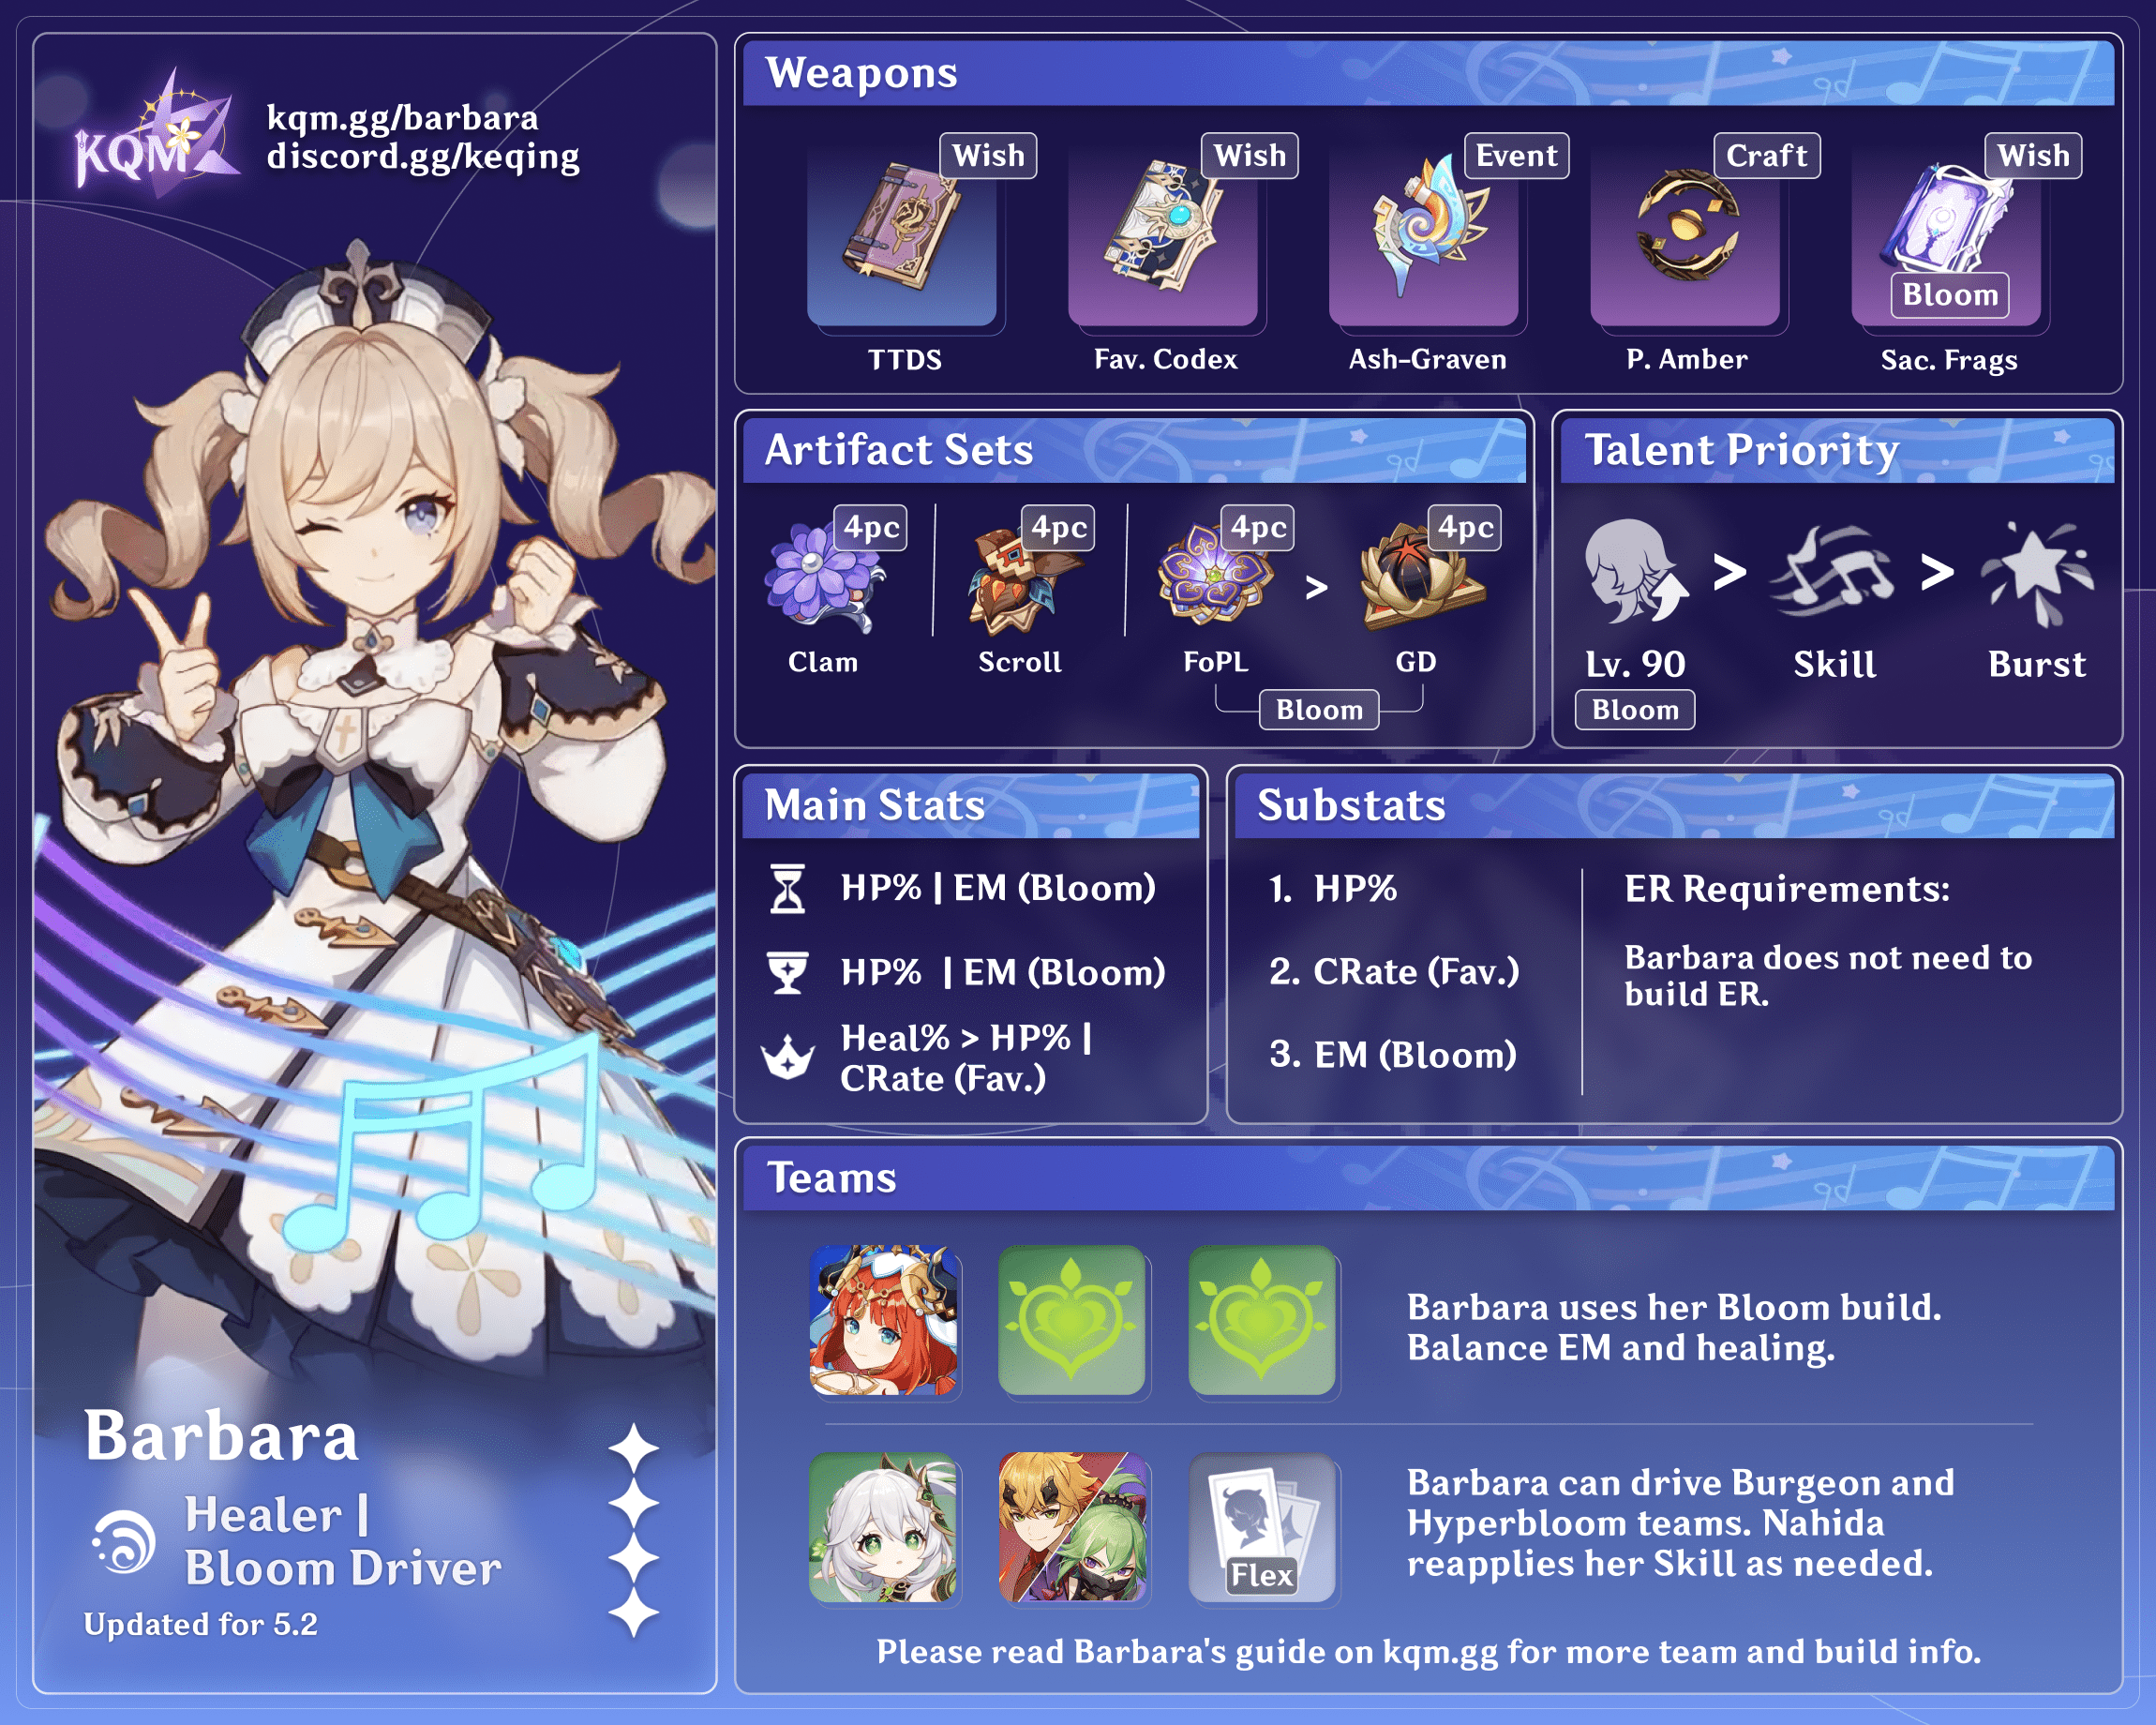 KQM
kqm.gg/barbara
discord.gg/keqing
Barbara
Healer |
Bloom Driver
Updated for 5.2
Weapons
Wish
Wish
Event
Craft
Wish
Bloom
TTDS
Fav. Codex
Ash-Graven
P. Amber
Sac. Frags
Artifact Sets
4pc
4pc
4pc
>
4pc
Clam
Scroll
FoPL
GD
Bloom
Talent Priority
>
>
Lv. 90
Skill
Burst
Bloom
Main Stats
HP% | EM (Bloom)
HP% | EM (Bloom)
Heal% > HP% |
CRate (Fav.)
Substats
1. HP%
2. CRate (Fav.)
3. EM (Bloom)
ER Requirements:
Barbara does not need to
build ER.
Teams
Barbara uses her Bloom build.
Balance EM and healing.
Flex
Barbara can drive Burgeon and
Hyperbloom teams. Nahida
reapplies her Skill as needed.
Please read Barbara's guide on kqm.gg for more team and build info.